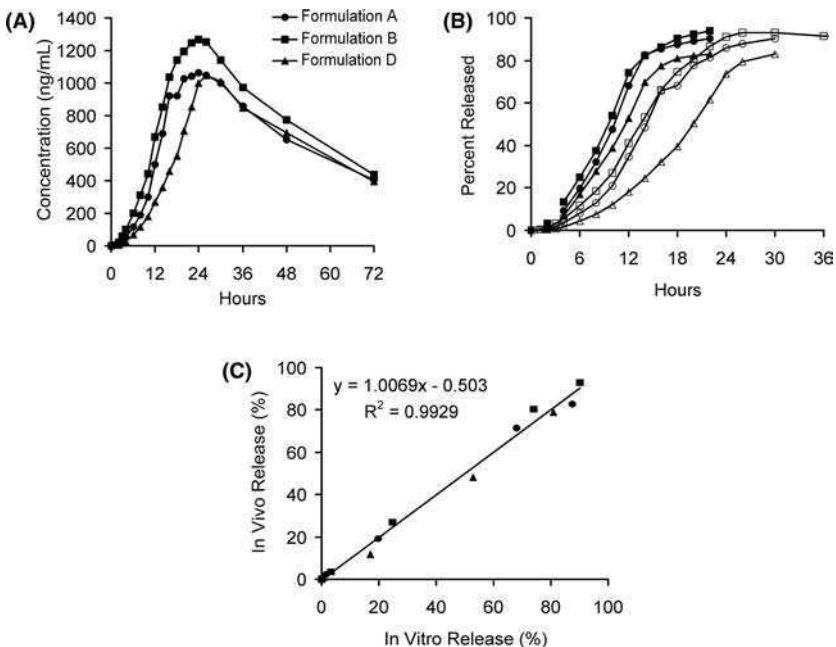 (A)
Formulation A
Formulation B
Formulation D
1400
1200
1000
800
600
400
200
0
Concentration (ng/mL)
0 12 24 36 48 60 72
Hours
(B)
100
80
60
40
20
0
Percent Released
0 6 12 18 24 30 36
Hours
(C)
100
80
60
40
20
0
In Vivo Release (%)
y = 1.0069x - 0.503
R² = 0.9929
0 20 40 60 80 100
In Vitro Release (%)